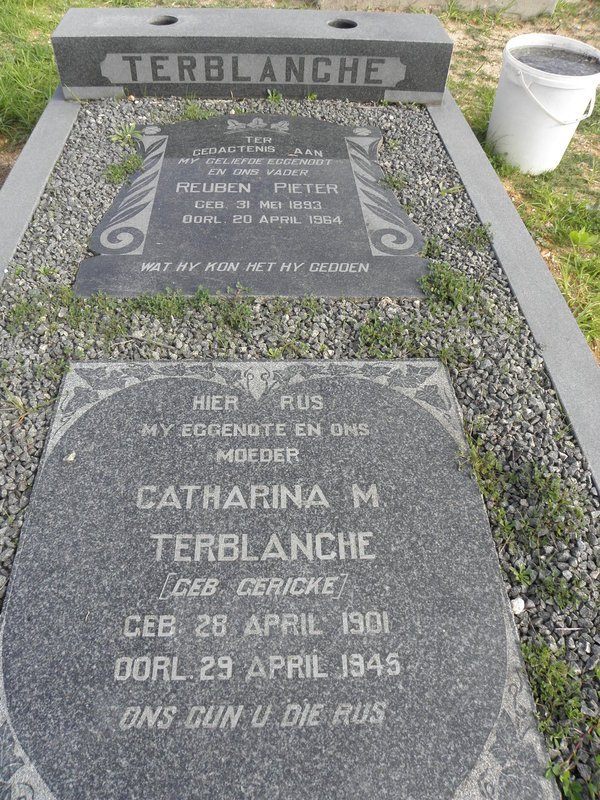 TERBLANCHE
TER
GEDAGTENIS AAN
MY GELIEFDE EGGENOOT
EN ONS VADER
REUBEN PIETER
GEB. 31 MEI 1893
OORL. 20 APRIL 1964
WAT HY KON HET HY GEDOEN
HIER RUS
MY EGGENOTE EN ONS
MOEDER
CATHARINA M
TERBLANCHE
[GEB. GERICKE]
GEB. 28 APRIL 1901
OORL. 29 APRIL 1945
ONS GUN U DIE RUS